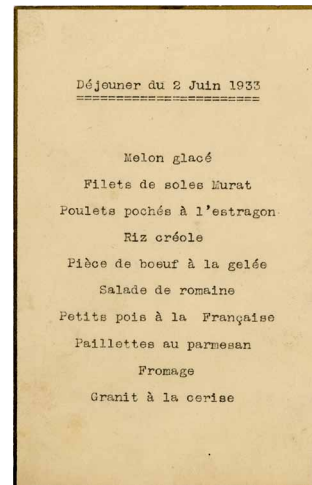 Déjeuner du 2 Juin 1933
=======================
Melon glacé
Filets de soles Murat
Poulets pochés à l'estragon
Riz créole
Pièce de boeuf à la gelée
Salade de romaine
Petits pois à la Française
Paillettes au parmesan
Fromage
Granit à la cerise